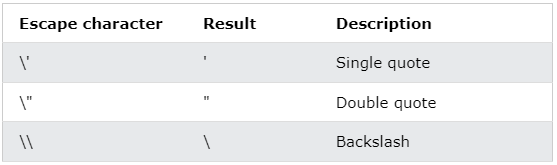 Escape character Result Description
\' ' Single quote
\" " Double quote
\\ \ Backslash